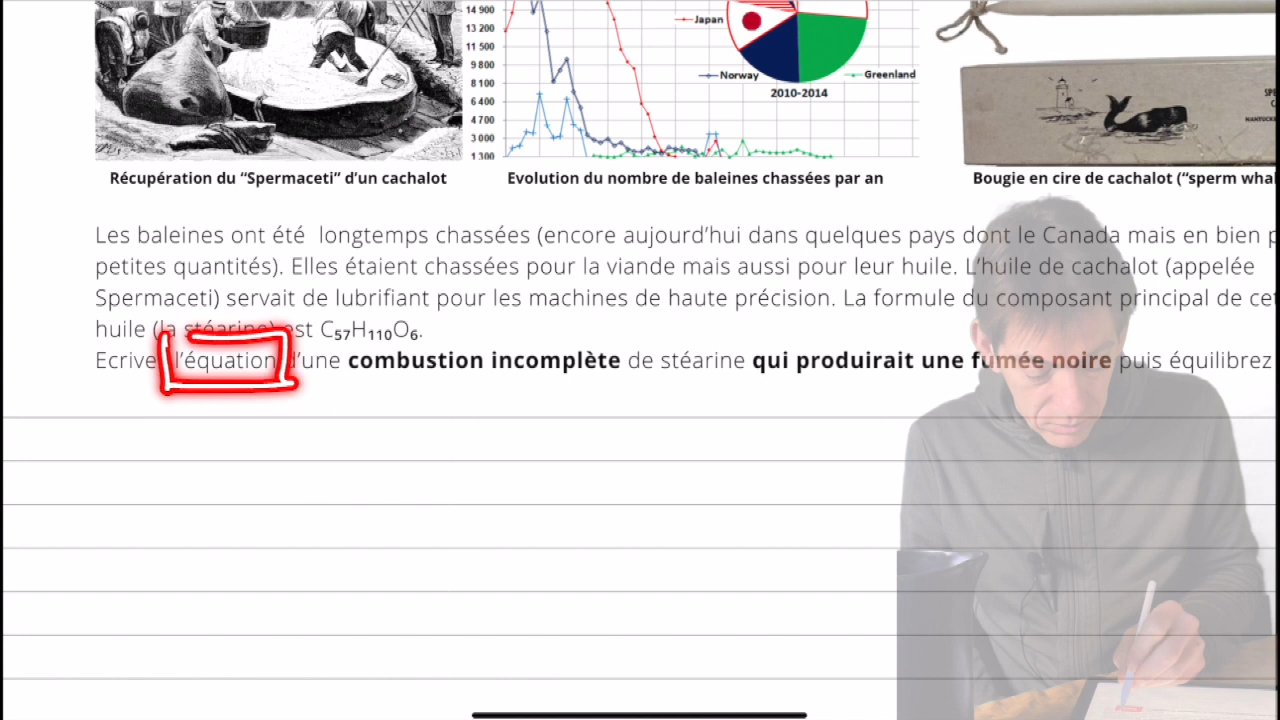 14 900
13 200
11 500
9 800
8 100
6 400
4 700
3 000
1 300
Japan
Norway
Greenland
2010-2014
Récupération du “Spermaceti” d’un cachalot
Evolution du nombre de baleines chassées par an
Bougie en cire de cachalot (“sperm
Les baleines ont été longtemps chassées (encore aujourd’hui dans quelques pays dont le Canada mais en bien
petites quantités). Elles étaient chassées pour la viande mais aussi pour leur huile. L’huile de cachalot (appelée
Spermaceti) servait de lubrifiant pour les machines de haute précision. La formule du composant principal de
huile (la stéarine) est C₅₇H₁₁₀O₆.
l’équation d’une combustion incomplète de stéarine qui produirait une fumée noire puis équilibrez